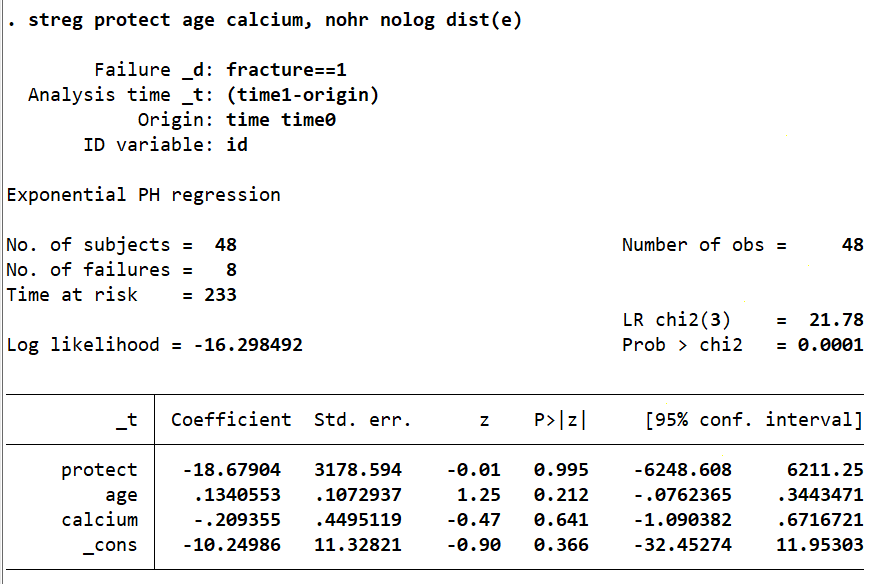 . streg protect age calcium, nohr nolog dist(e)
Failure _d: fracture==1
Analysis time _t: (time1-origin)
Origin: time time0
ID variable: id
Exponential PH regression
No. of subjects = 48 Number of obs = 48
No. of failures = 8
Time at risk = 233
LR chi2(3) = 21.78
Log likelihood = -16.298492 Prob > chi2 = 0.0001
_t Coefficient Std. err. z P>|z| [95% conf. interval]
protect -18.67904 3178.594 -0.01 0.995 -6248.608 6211.25
age .1340553 .1072937 1.25 0.212 -.0762365 .3443471
calcium -.209355 .4495119 -0.47 0.641 -1.090382 .6716721
_cons -10.24986 11.32821 -0.90 0.366 -32.45274 11.95303